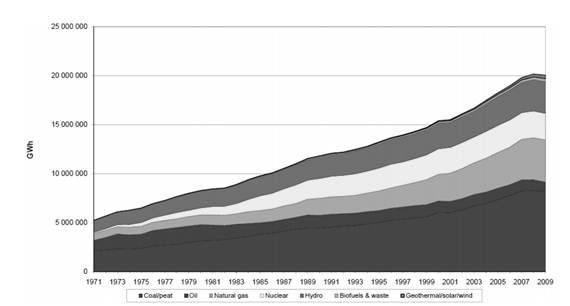 25 000 000
20 000 000
15 000 000
10 000 000
5 000 000
0
GWh
1971 1973 1975 1977 1979 1981 1983 1985 1987 1989 1991 1993 1995 1997 1999 2001 2003 2005 2007 2009
Coal/peat Oil Natural gas Nuclear Hydro Biofuels & waste Geothermal/solar/wind